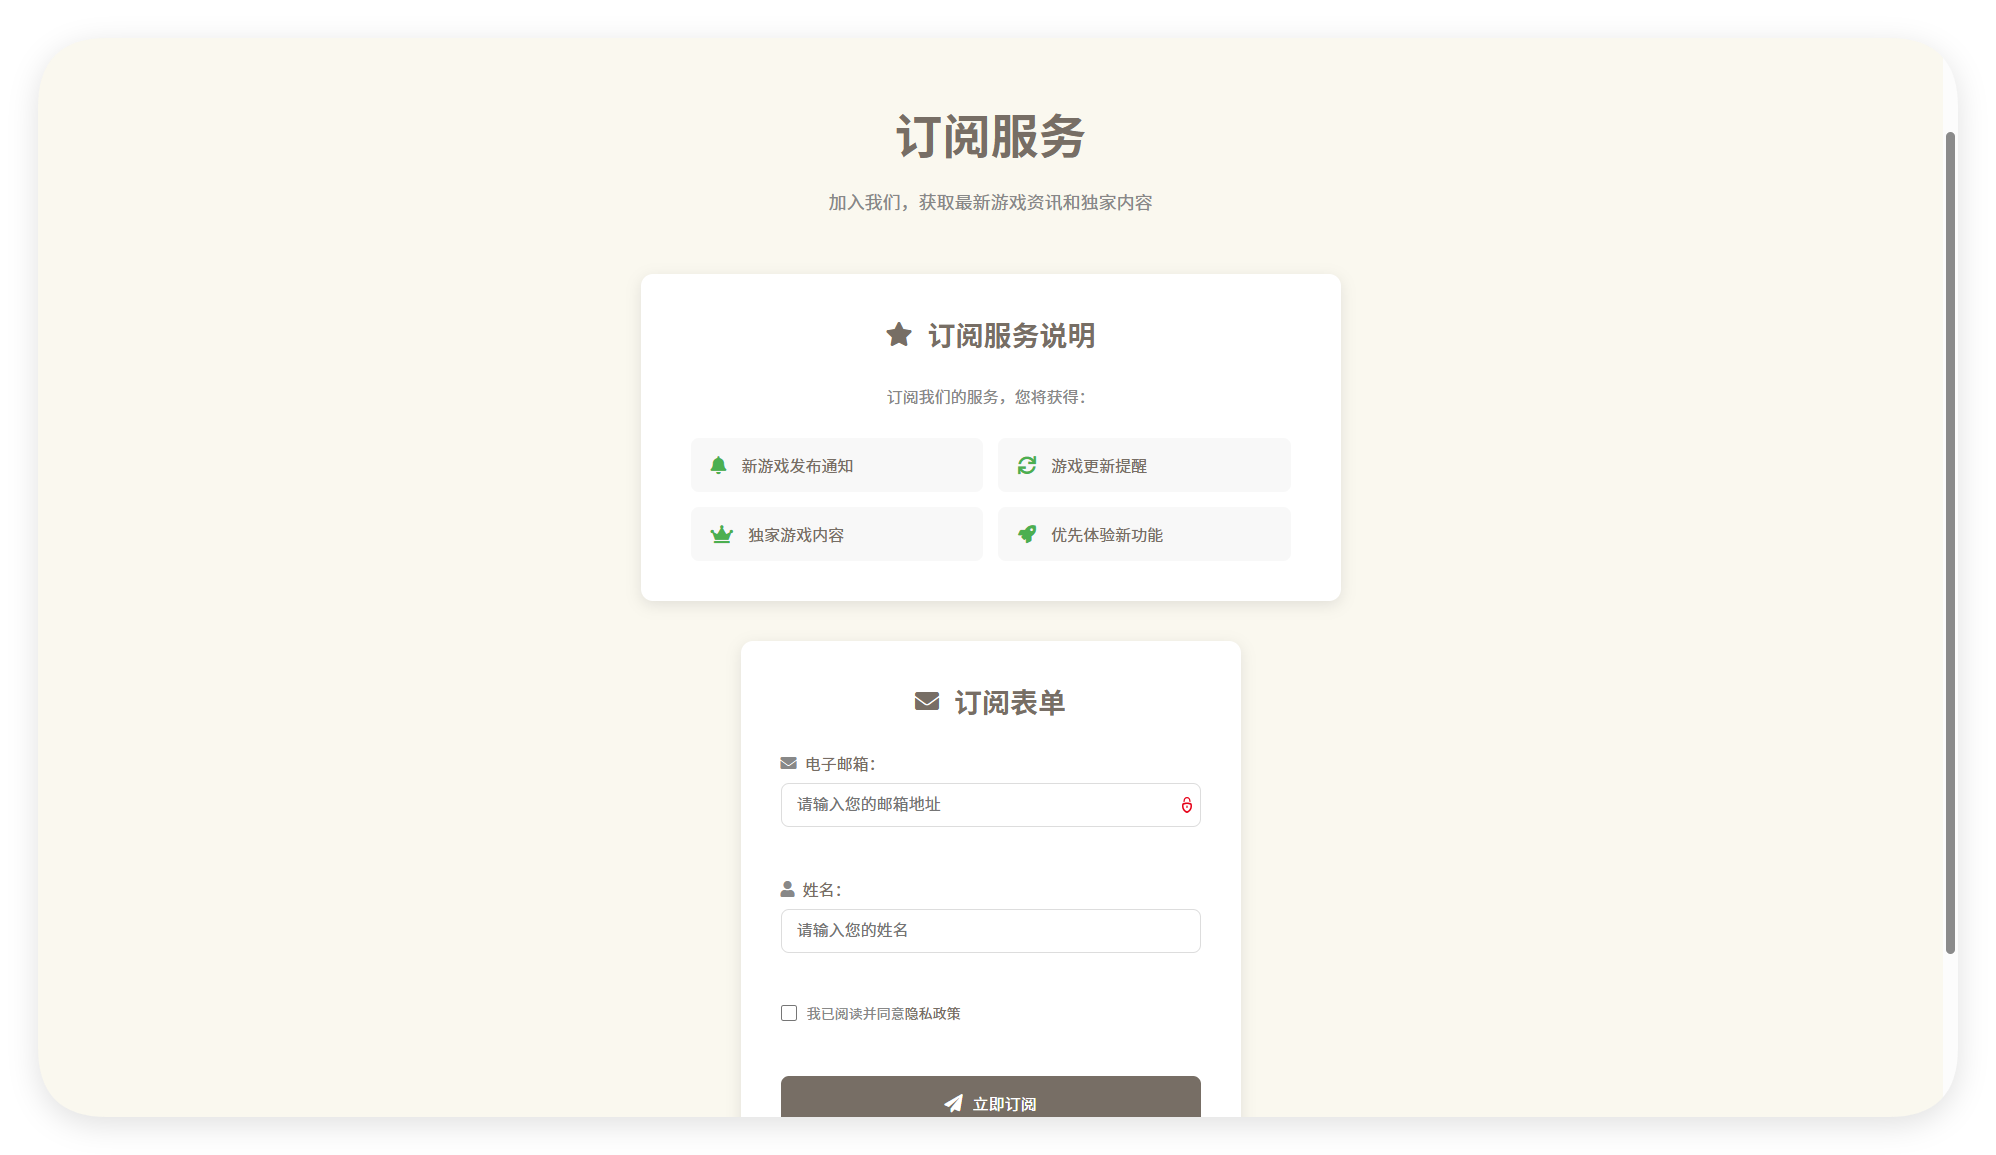 订阅服务
加入我们，获取最新游戏资讯和独家内容
订阅服务说明
订阅我们的服务，您将获得：
新游戏发布通知
游戏更新提醒
独家游戏内容
优先体验新功能
订阅表单
电子邮箱：
请输入您的邮箱地址
姓名：
请输入您的姓名
我已阅读并同意隐私政策
立即订阅